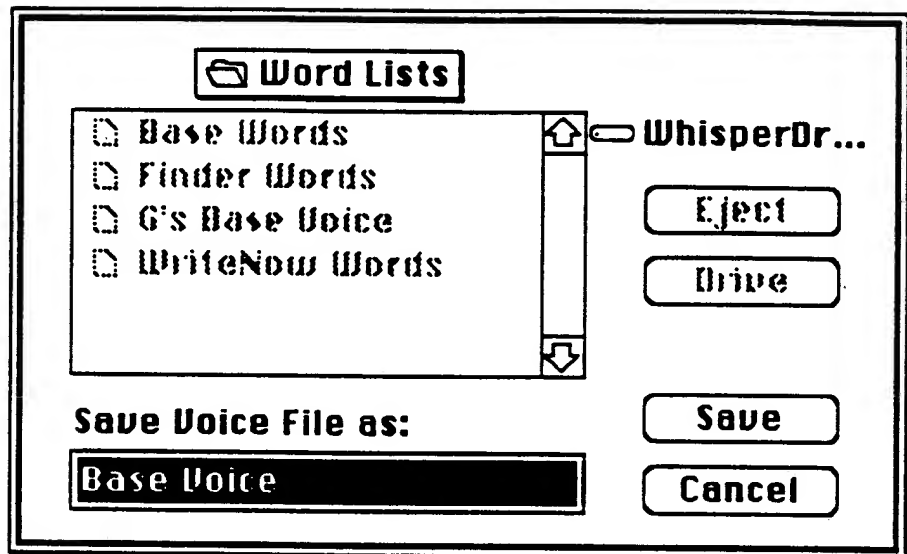 Word Lists
Base Words
WhisperDr...
Finder Words
G's Base Voice
Eject
WriteNow Words
Drive
Save Voice File as:
Save
Base Voice
Cancel